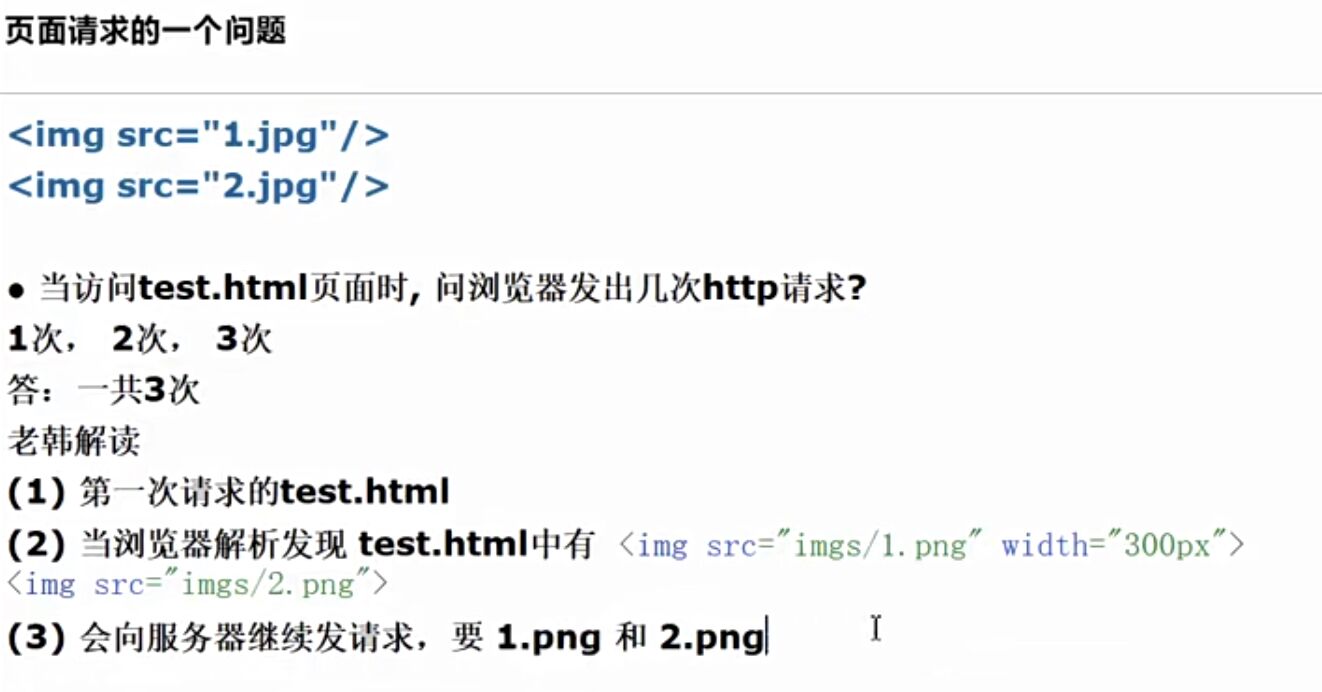 页面请求的一个问题
<img src="1.jpg"/>
<img src="2.jpg"/>
● 当访问test.html页面时, 问浏览器发出几次http请求?
1次， 2次， 3次
答： 一共3次
老韩解读
(1) 第一次请求的test.html
(2) 当浏览器解析发现 test.html中有 <img src="imgs/1.png" width="300px">
<img src="imgs/2.png">
(3) 会向服务器继续发请求，要 1.png 和 2.png